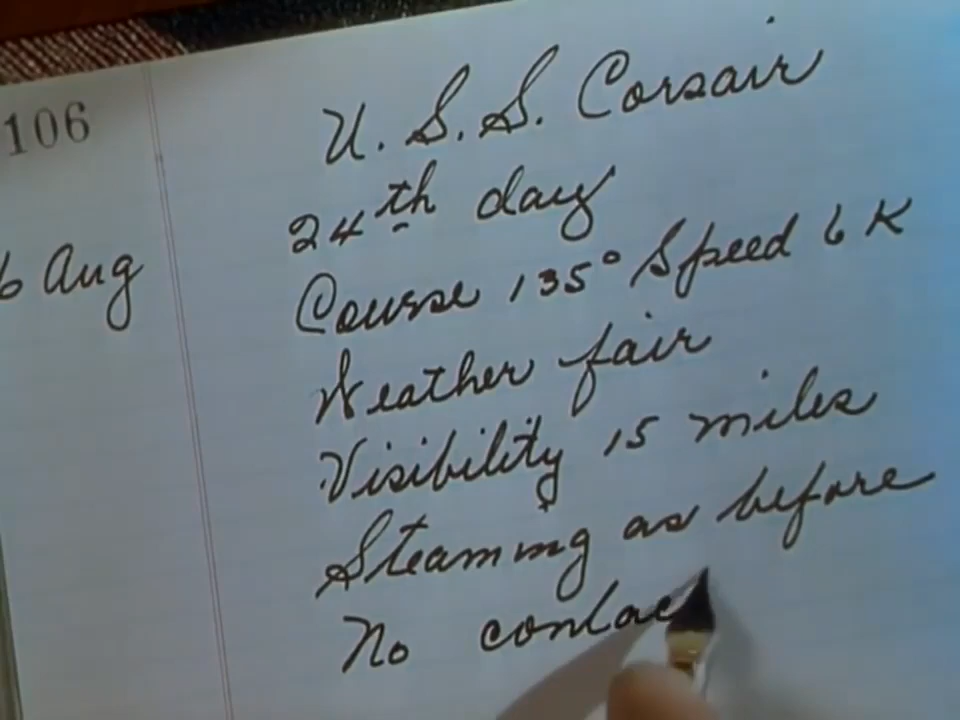 106
U. S. S. Corsair
24th day
6 Aug
Course 135° Speed 6 K
Weather fair
Visibility 15 miles
Steaming as before
No contac